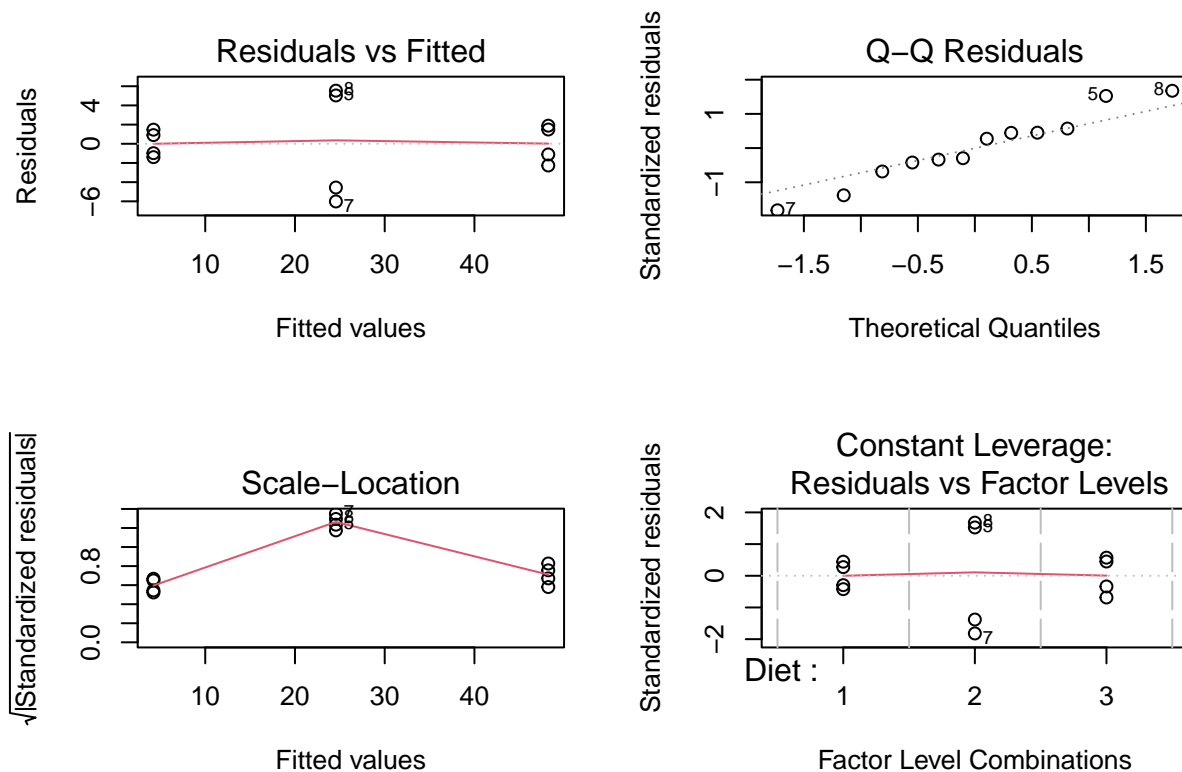 Residuals vs Fitted
Residuals
4
0
−6
8
5
7
10 20 30 40
Fitted values
Q−Q Residuals
Standardized residuals
1
−1
5
8
7
−1.5 −0.5 0.5 1.5
Theoretical Quantiles
Scale−Location
√|Standardized residuals|
0.8
0.0
7
8
5
10 20 30 40
Fitted values
Constant Leverage:
Residuals vs Factor Levels
Standardized residuals
2
0
−2
8
5
7
Diet :
1 2 3
Factor Level Combinations